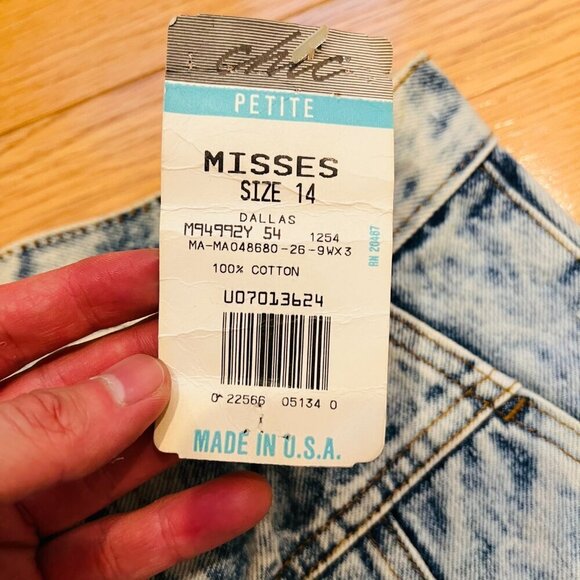 chic
PETITE
MISSES
SIZE 14
DALLAS
M94992Y 54 1254
MA-MA048680-26-9WX3
100% COTTON
RN 20467
U07013624
0 22566 05134 0
MADE IN U.S.A.